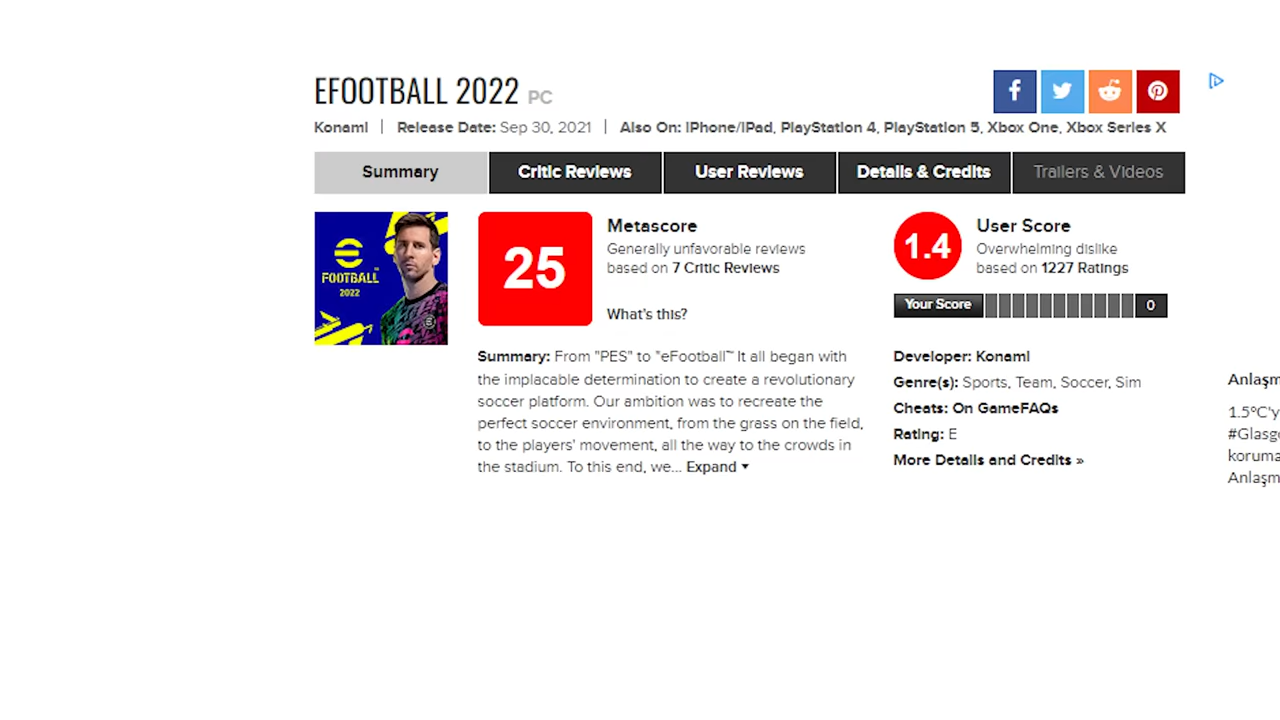 EFOOTBALL 2022 PC
Konami | Release Date: Sep 30, 2021 | Also On: iPhone/iPad, PlayStation 4, PlayStation 5, Xbox One, Xbox Series X
Summary Critic Reviews User Reviews Details & Credits Trailers & Videos
e
FOOTBALL™
2022
25
Metascore
Generally unfavorable reviews
based on 7 Critic Reviews
What's this?
Summary: From "PES" to "eFootball™ It all began with
the implacable determination to create a revolutionary
soccer platform. Our ambition was to recreate the
perfect soccer environment, from the grass on the field,
to the players' movement, all the way to the crowds in
the stadium. To this end, we... Expand ▾
1.4
User Score
Overwhelming dislike
based on 1227 Ratings
Your Score 0
Developer: Konami
Genre(s): Sports, Team, Soccer, Sim
Cheats: On GameFAQs
Rating: E
More Details and Credits »
Anlaşm
1.5°C'y
#Glasg
koruma
Anlaşm